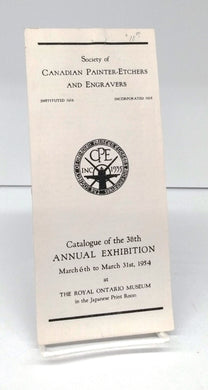 Society of
CANADIAN PAINTER-ETCHERS
AND ENGRAVERS
INSTITUTED 1916 INCORPORATED 1935
CPE
INC 1935
Catalogue of the 38th
ANNUAL EXHIBITION
March 6th to March 31st, 1954
at
THE ROYAL ONTARIO MUSEUM
in the Japanese Print Room